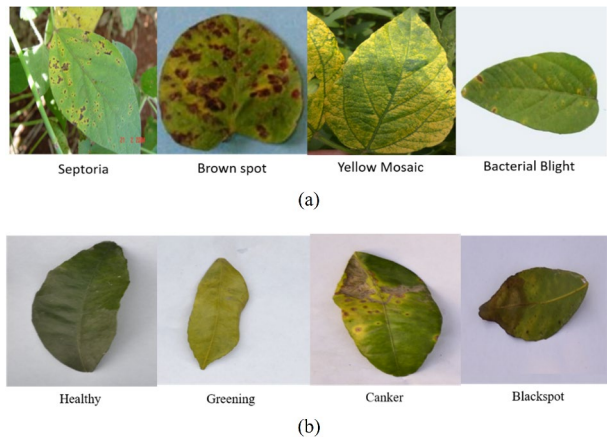 Septoria
Brown spot
Yellow Mosaic
Bacterial Blight
(a)
Healthy
Greening
Canker
Blackspot
(b)